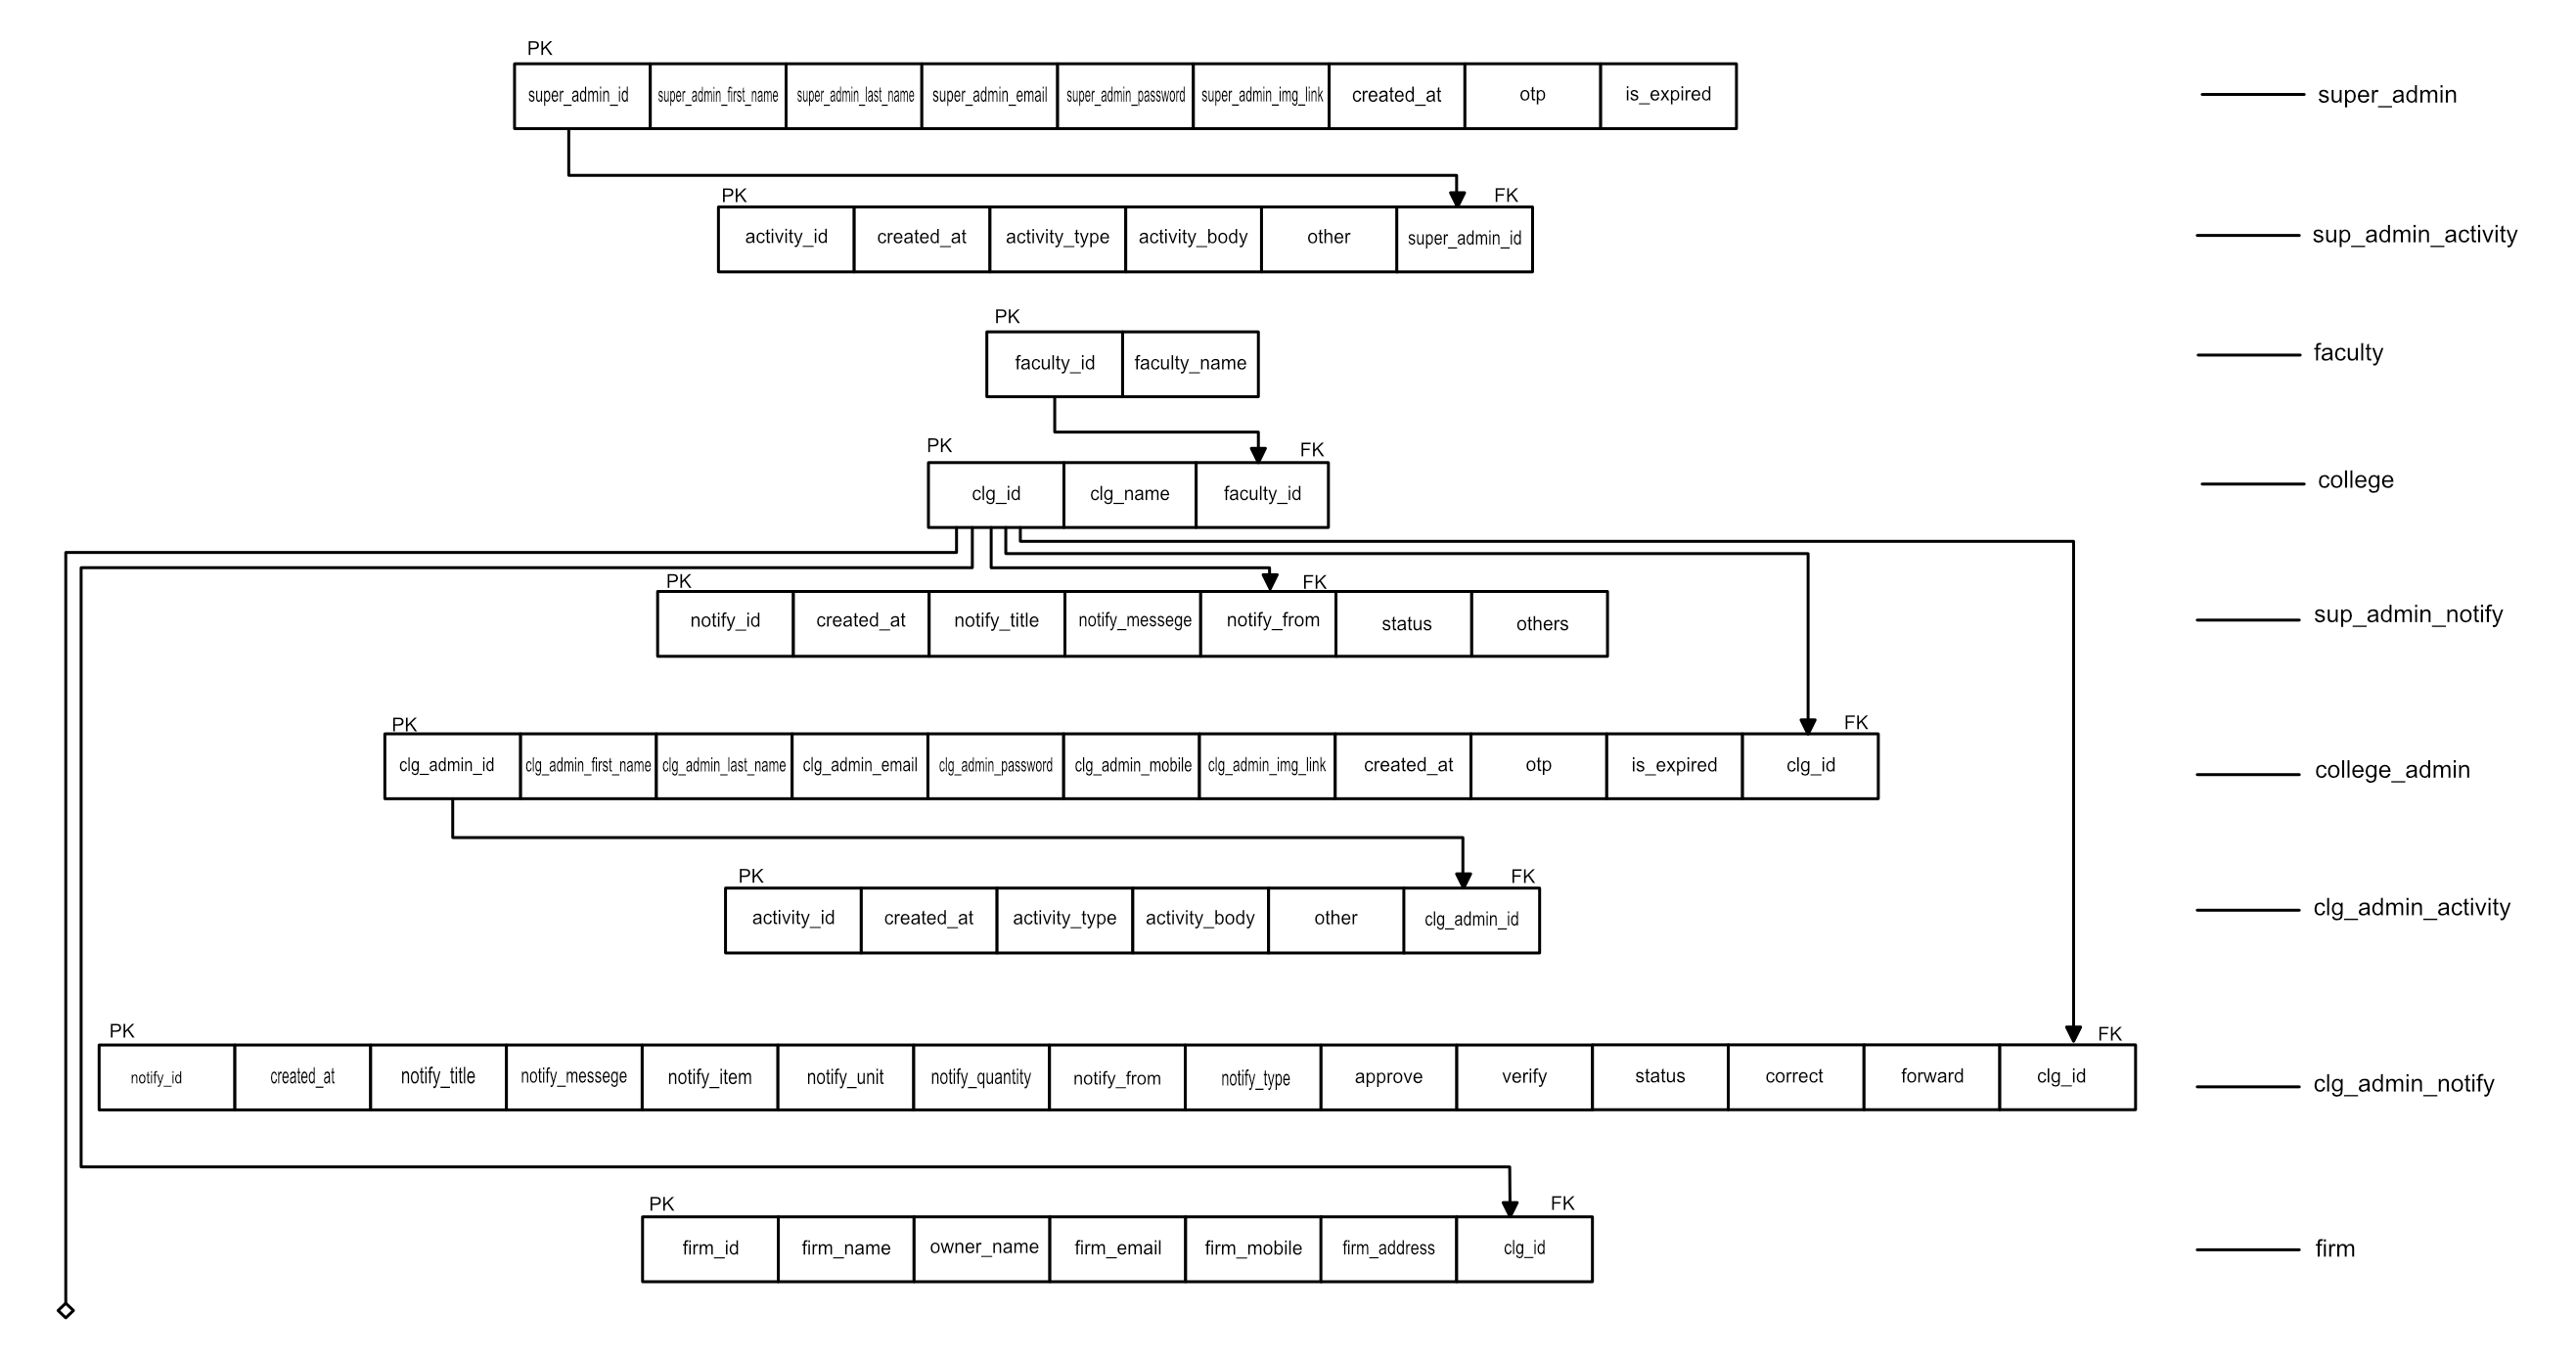 PK
super_admin_id super_admin_first_name super_admin_last_name super_admin_email super_admin_password super_admin_img_link created_at otp is_expired super_admin
PK FK
activity_id created_at activity_type activity_body other super_admin_id sup_admin_activity
PK
faculty_id faculty_name faculty
PK FK
clg_id clg_name faculty_id college
PK FK
notify_id created_at notify_title notify_messege notify_from status others sup_admin_notify
PK FK
clg_admin_id clg_admin_first_name clg_admin_last_name clg_admin_email clg_admin_password clg_admin_mobile clg_admin_img_link created_at otp is_expired clg_id college_admin
PK FK
activity_id created_at activity_type activity_body other clg_admin_id clg_admin_activity
PK FK
notify_id created_at notify_title notify_messege notify_item notify_unit notify_quantity notify_from notify_type approve verify status correct forward clg_id clg_admin_notify
PK FK
firm_id firm_name owner_name firm_email firm_mobile firm_address clg_id firm